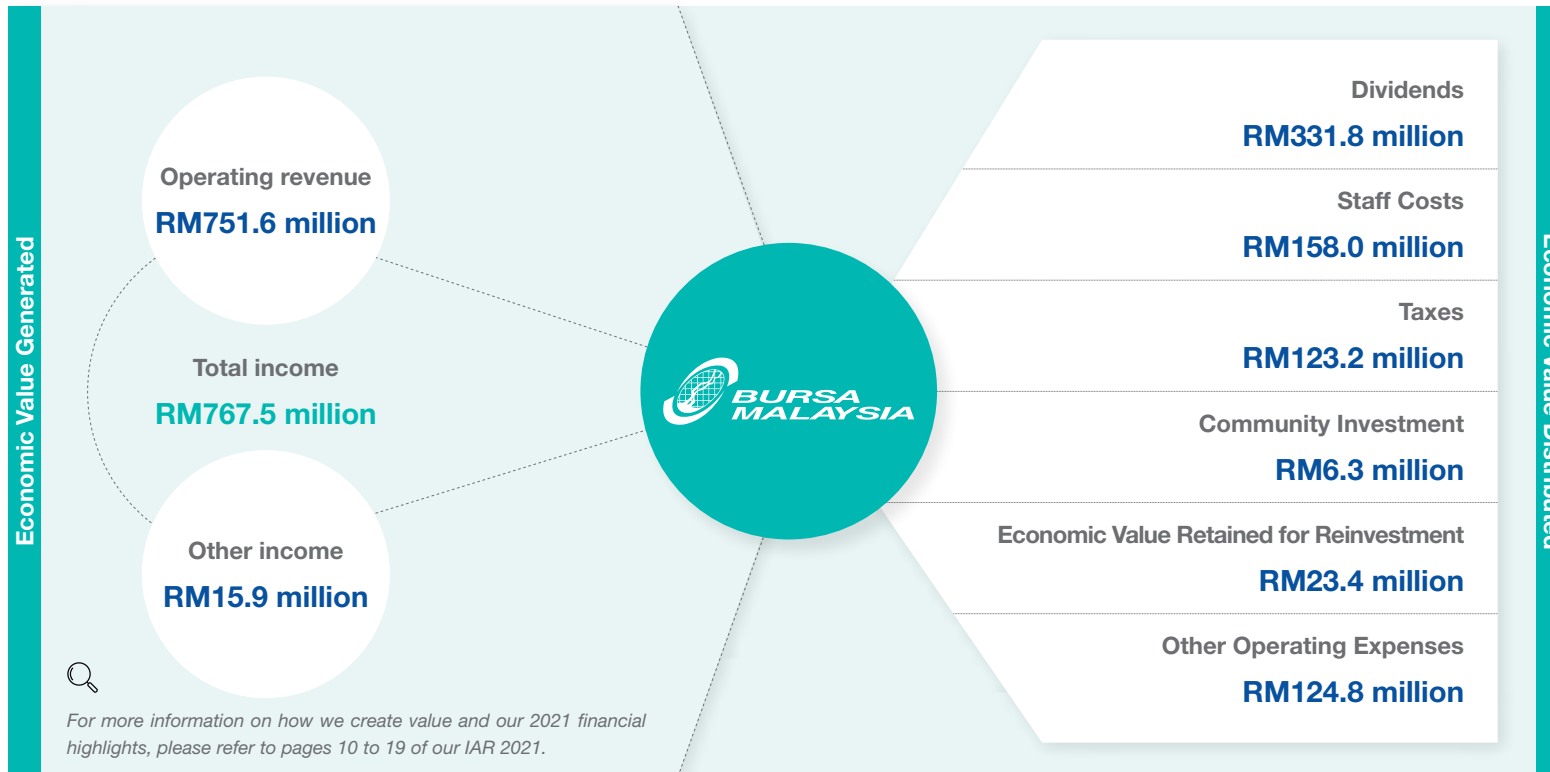 Economic Value Generated
Operating revenue
RM751.6 million
Total income
RM767.5 million
Other income
RM15.9 million
For more information on how we create value and our 2021 financial
highlights, please refer to pages 10 to 19 of our IAR 2021.
BURSA
MALAYSIA
Dividends
RM331.8 million
Staff Costs
RM158.0 million
Taxes
RM123.2 million
Community Investment
RM6.3 million
Economic Value Retained for Reinvestment
RM23.4 million
Other Operating Expenses
RM124.8 million
Economic Value Distributed